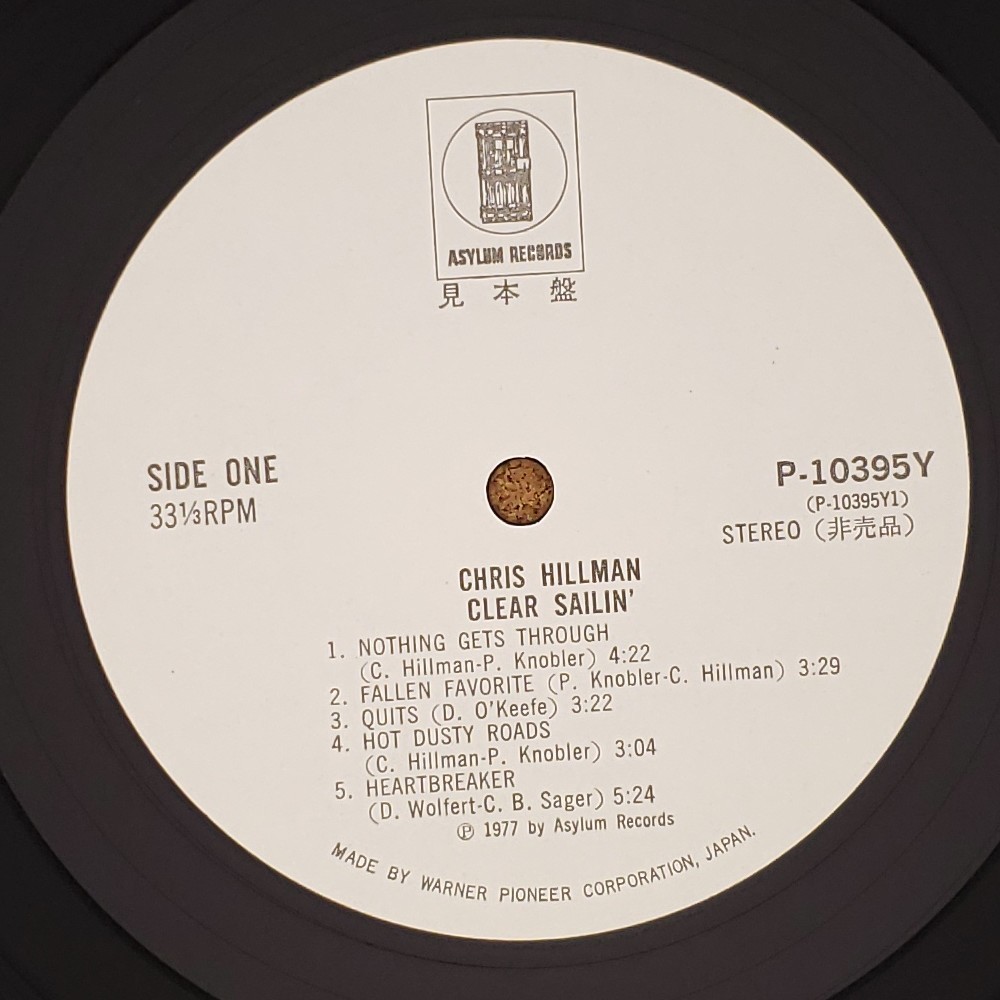 ASYLUM RECORDS
見本盤
SIDE ONE
33⅓RPM
P-10395Y
(P-10395Y1)
STEREO (非売品)
CHRIS HILLMAN
CLEAR SAILIN'
1. NOTHING GETS THROUGH
(C. Hillman-P. Knobler) 4:22
2. FALLEN FAVORITE (P. Knobler-C. Hillman) 3:29
3. QUITS (D. O'Keefe) 3:22
4. HOT DUSTY ROADS
(C. Hillman-P. Knobler) 3:04
5. HEARTBREAKER
(D. Wolfert-C. B. Sager) 5:24
℗ 1977 by Asylum Records
MADE BY WARNER PIONEER CORPORATION, JAPAN.